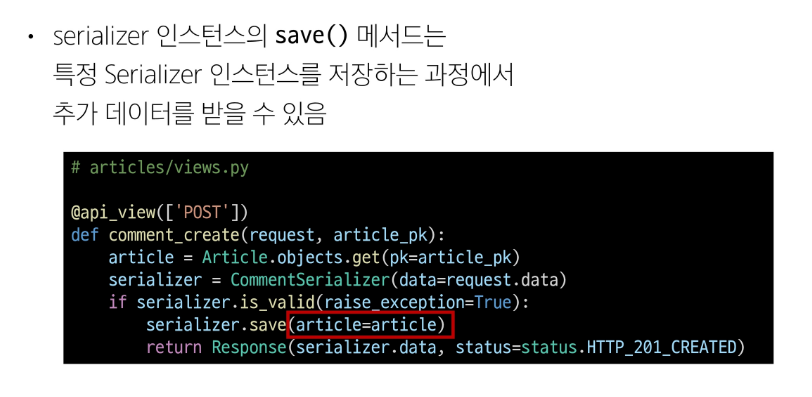 • serializer 인스턴스의 save() 메서드는
특정 Serializer 인스턴스를 저장하는 과정에서
추가 데이터를 받을 수 있음
# articles/views.py
@api_view(['POST'])
def comment_create(request, article_pk):
    article = Article.objects.get(pk=article_pk)
    serializer = CommentSerializer(data=request.data)
    if serializer.is_valid(raise_exception=True):
        serializer.save(article=article)
        return Response(serializer.data, status=status.HTTP_201_CREATED)